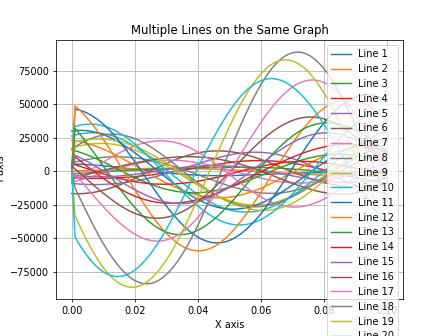 Multiple Lines on the Same Graph
75000
50000
25000
0
−25000
−50000
−75000
0.00
0.02
0.04
0.06
X axis
Line 1
Line 2
Line 3
Line 4
Line 5
Line 6
Line 7
Line 8
Line 9
Line 10
Line 11
Line 12
Line 13
Line 14
Line 15
Line 16
Line 17
Line 18
Line 19
Line 20